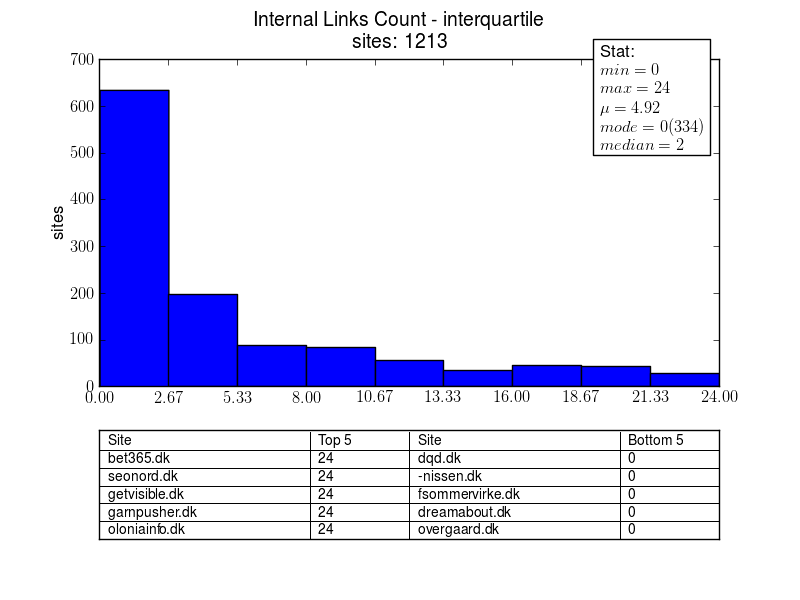 Internal Links Count - interquartile
sites: 1213
Stat:
min = 0
max = 24
μ = 4.92
mode = 0(334)
median = 2
700
600
500
400
300
200
100
0
sites
0.00 2.67 5.33 8.00 10.67 13.33 16.00 18.67 21.33 24.00
Site Top 5 Site Bottom 5
bet365.dk 24 dqd.dk 0
seonord.dk 24 -nissen.dk 0
getvisible.dk 24 fsommervirke.dk 0
garnpusher.dk 24 dreamabout.dk 0
oloniainfo.dk 24 overgaard.dk 0